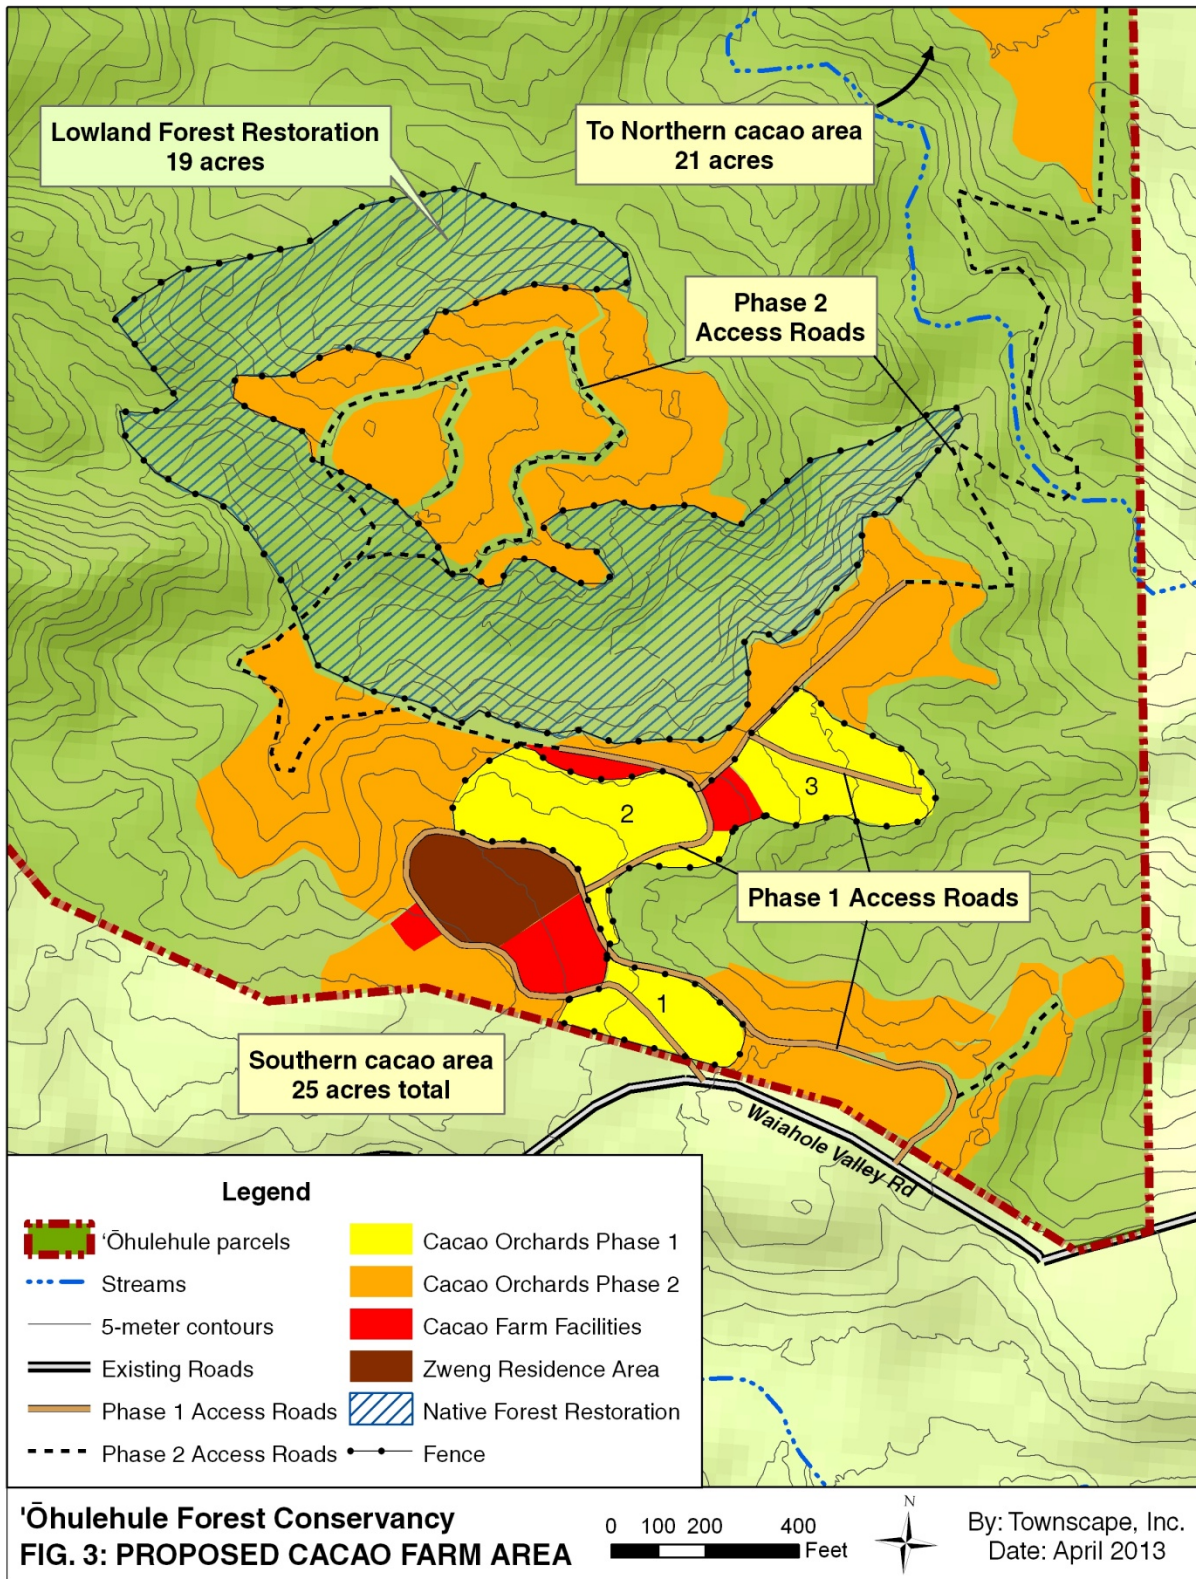 Lowland Forest Restoration
19 acres
To Northern cacao area
21 acres
Phase 2
Access Roads
3
2
Phase 1 Access Roads
1
Southern cacao area
25 acres total
Waiahole Valley Rd
Legend
'Ōhulehule parcels
Streams
5-meter contours
Existing Roads
Phase 1 Access Roads
Phase 2 Access Roads
Cacao Orchards Phase 1
Cacao Orchards Phase 2
Cacao Farm Facilities
Zweng Residence Area
Native Forest Restoration
Fence
'Ōhulehule Forest Conservancy
FIG. 3: PROPOSED CACAO FARM AREA
0 100 200 400
Feet
N
By: Townscape, Inc.
Date: April 2013